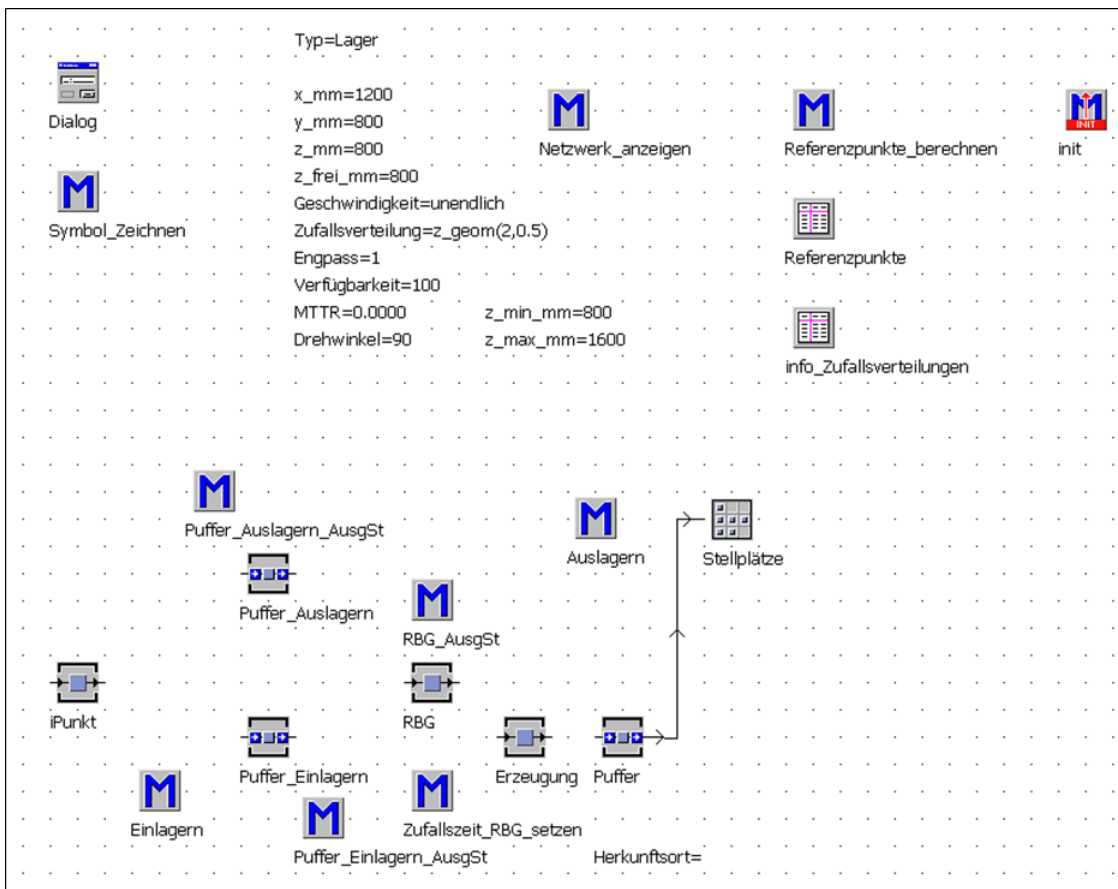 Typ=Lager
Dialog
x_mm=1200
y_mm=800
z_mm=800
z_frei_mm=800
Geschwindigkeit=unendlich
Zufallsverteilung=z_geom(2,0.5)
Engpass=1
Verfügbarkeit=100
MTTR=0.0000
z_min_mm=800
Drehwinkel=90
z_max_mm=1600
Netzwerk_anzeigen
Referenzpunkte_berechnen
INIT
init
Symbol_Zeichnen
Referenzpunkte
info_Zufallsverteilungen
Puffer_Auslagern_AusgSt
Auslagern
Stellplätze
Puffer_Auslagern
RBG_AusgSt
iPunkt
RBG
Puffer_Einlagern
Erzeugung
Puffer
Einlagern
Zufallszeit_RBG_setzen
Puffer_Einlagern_AusgSt
Herkunftsort=